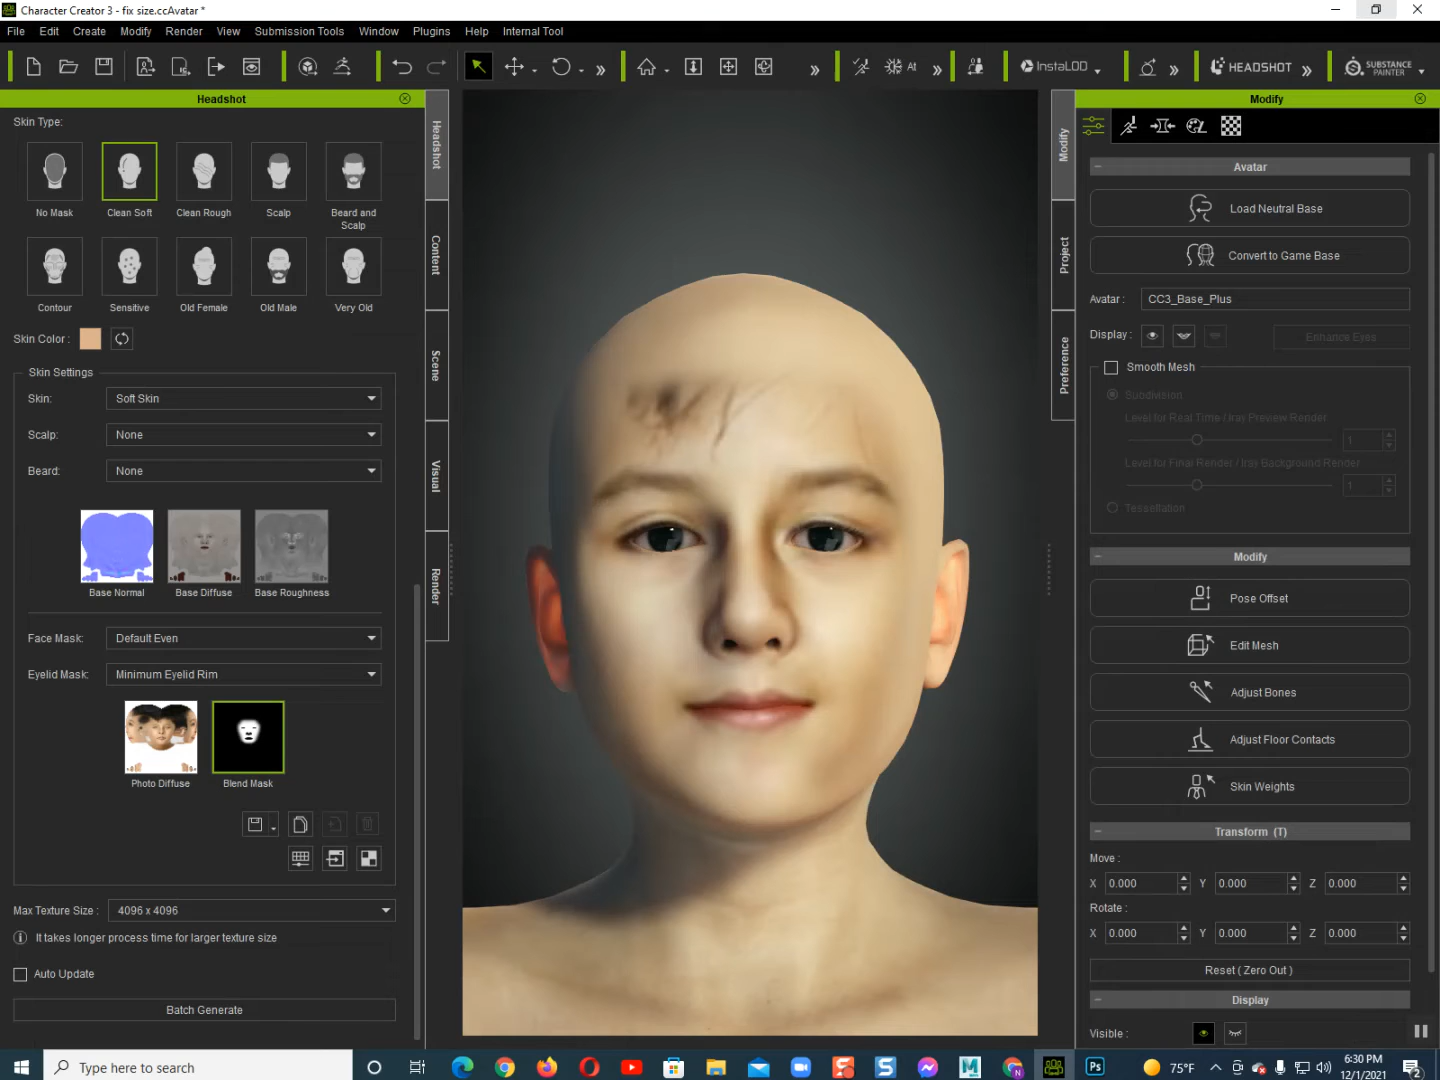 Character Creator 3 - fix size.ccAvatar *
File Edit Create Modify Render View Submission Tools Window Plugins Help Internal Tool
At InstaLOD HEADSHOT SUBSTANCE PAINTER
Headshot
Skin Type:
No Mask Clean Soft Clean Rough Scalp Beard and Scalp
Contour Sensitive Old Female Old Male Very Old
Skin Color :
Skin Settings
Skin: Soft Skin
Scalp: None
Beard: None
Base Normal Base Diffuse Base Roughness
Face Mask: Default Even
Eyelid Mask: Minimum Eyelid Rim
Photo Diffuse Blend Mask
Max Texture Size : 4096 x 4096
It takes longer process time for larger texture size
Auto Update
Batch Generate
Headshot
Content
Scene
Visual
Render
Modify
Project
Preference
Modify
Avatar
Load Neutral Base
Convert to Game Base
Avatar : CC3_Base_Plus
Display : Enhance Eyes
Smooth Mesh
Subdivision
Level for Real Time / Iray Preview Render
1
Level for Final Render / Iray Background Render
1
Tessellation
Modify
Pose Offset
Edit Mesh
Adjust Bones
Adjust Floor Contacts
Skin Weights
Transform (T)
Move :
X 0.000 Y 0.000 Z 0.000
Rotate :
X 0.000 Y 0.000 Z 0.000
Reset ( Zero Out )
Display
Visible :
Type here to search
Ps
75°F
6:30 PM
12/1/2021
2